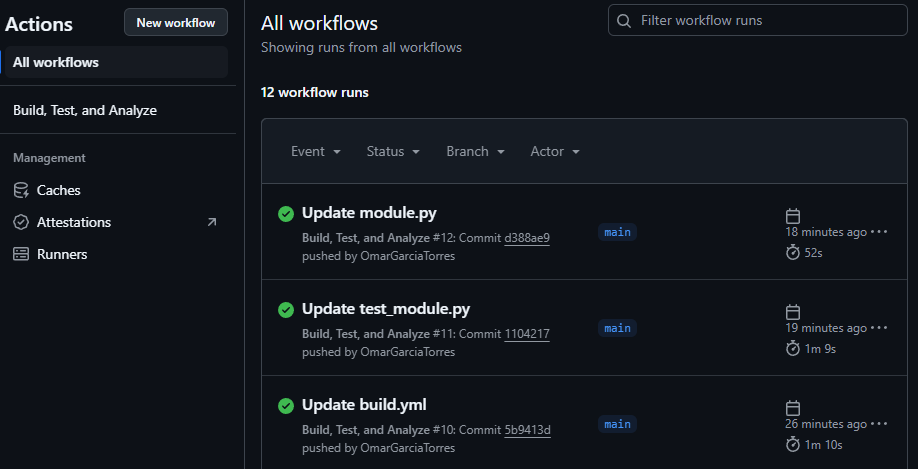 Actions
New workflow
All workflows
Build, Test, and Analyze
Management
Caches
Attestations
Runners
All workflows
Showing runs from all workflows
Filter workflow runs
12 workflow runs
Event Status Branch Actor
Update module.py
Build, Test, and Analyze #12: Commit d388ae9
pushed by OmarGarciaTorres
main
18 minutes ago
52s
Update test_module.py
Build, Test, and Analyze #11: Commit 1104217
pushed by OmarGarciaTorres
main
19 minutes ago
1m 9s
Update build.yml
Build, Test, and Analyze #10: Commit 5b9413d
pushed by OmarGarciaTorres
main
26 minutes ago
1m 10s